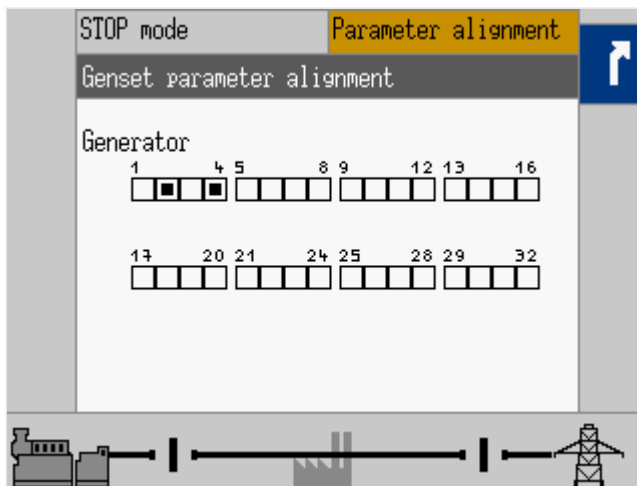 STOP mode Parameter alignment
Genset parameter alignment
Generator
1 4 5 8 9 12 13 16
17 20 21 24 25 28 29 32